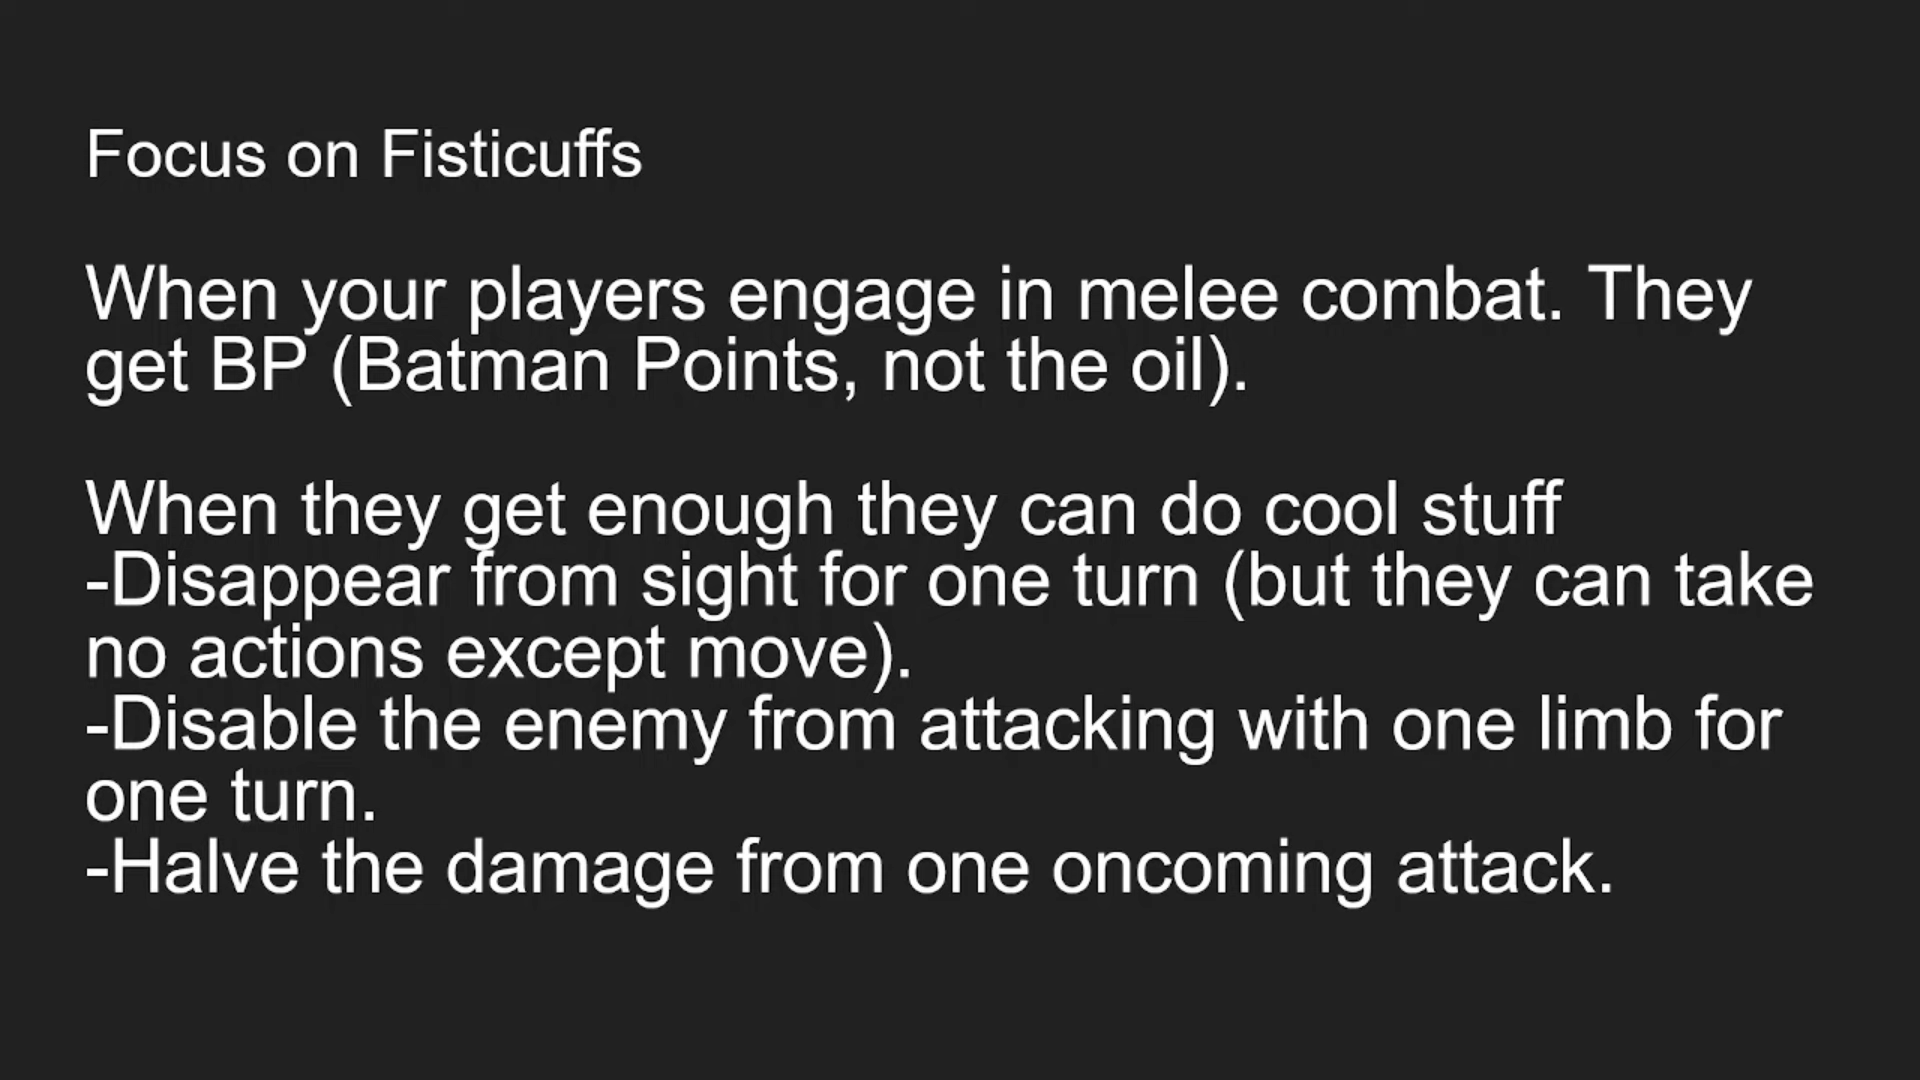 Focus on Fisticuffs
When your players engage in melee combat. They
get BP (Batman Points, not the oil).
When they get enough they can do cool stuff
-Disappear from sight for one turn (but they can take
no actions except move).
-Disable the enemy from attacking with one limb for
one turn.
-Halve the damage from one oncoming attack.